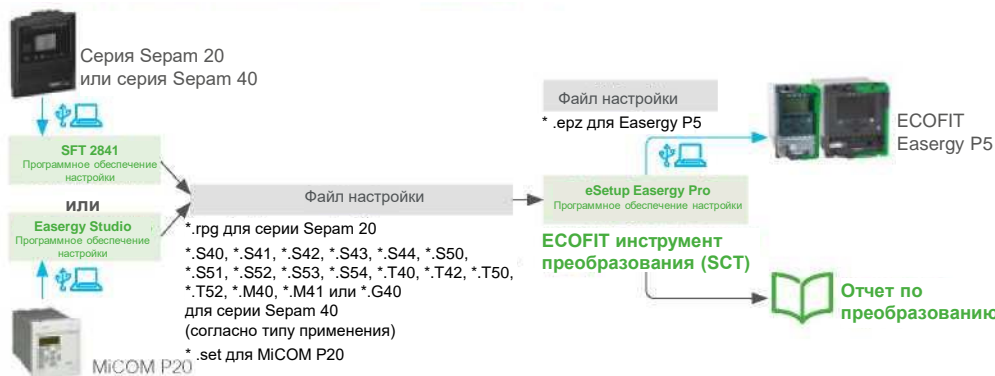 Серия Sepam 20
или серия Sepam 40
SFT 2841
Программное обеспечение
настройки
или
Easergy Studio
Программное обеспечение
настройки
MiCOM P20
Файл настройки
*.rpg для серии Sepam 20
*.S40, *.S41, *.S42, *.S43, *.S44, *.S50,
*.S51, *.S52, *.S53, *.S54, *.T40, *.T42, *.T50,
*.T52, *.M40, *.M41 или *.G40
для серии Sepam 40
(согласно типу применения)
* .set для MiCOM P20
Файл настройки
* .epz для Easergy P5
eSetup Easergy Pro
Программное обеспечение настройки
ECOFIT инструмент
преобразования (SCT)
ECOFIT
Easergy P5
Отчет по
преобразованию